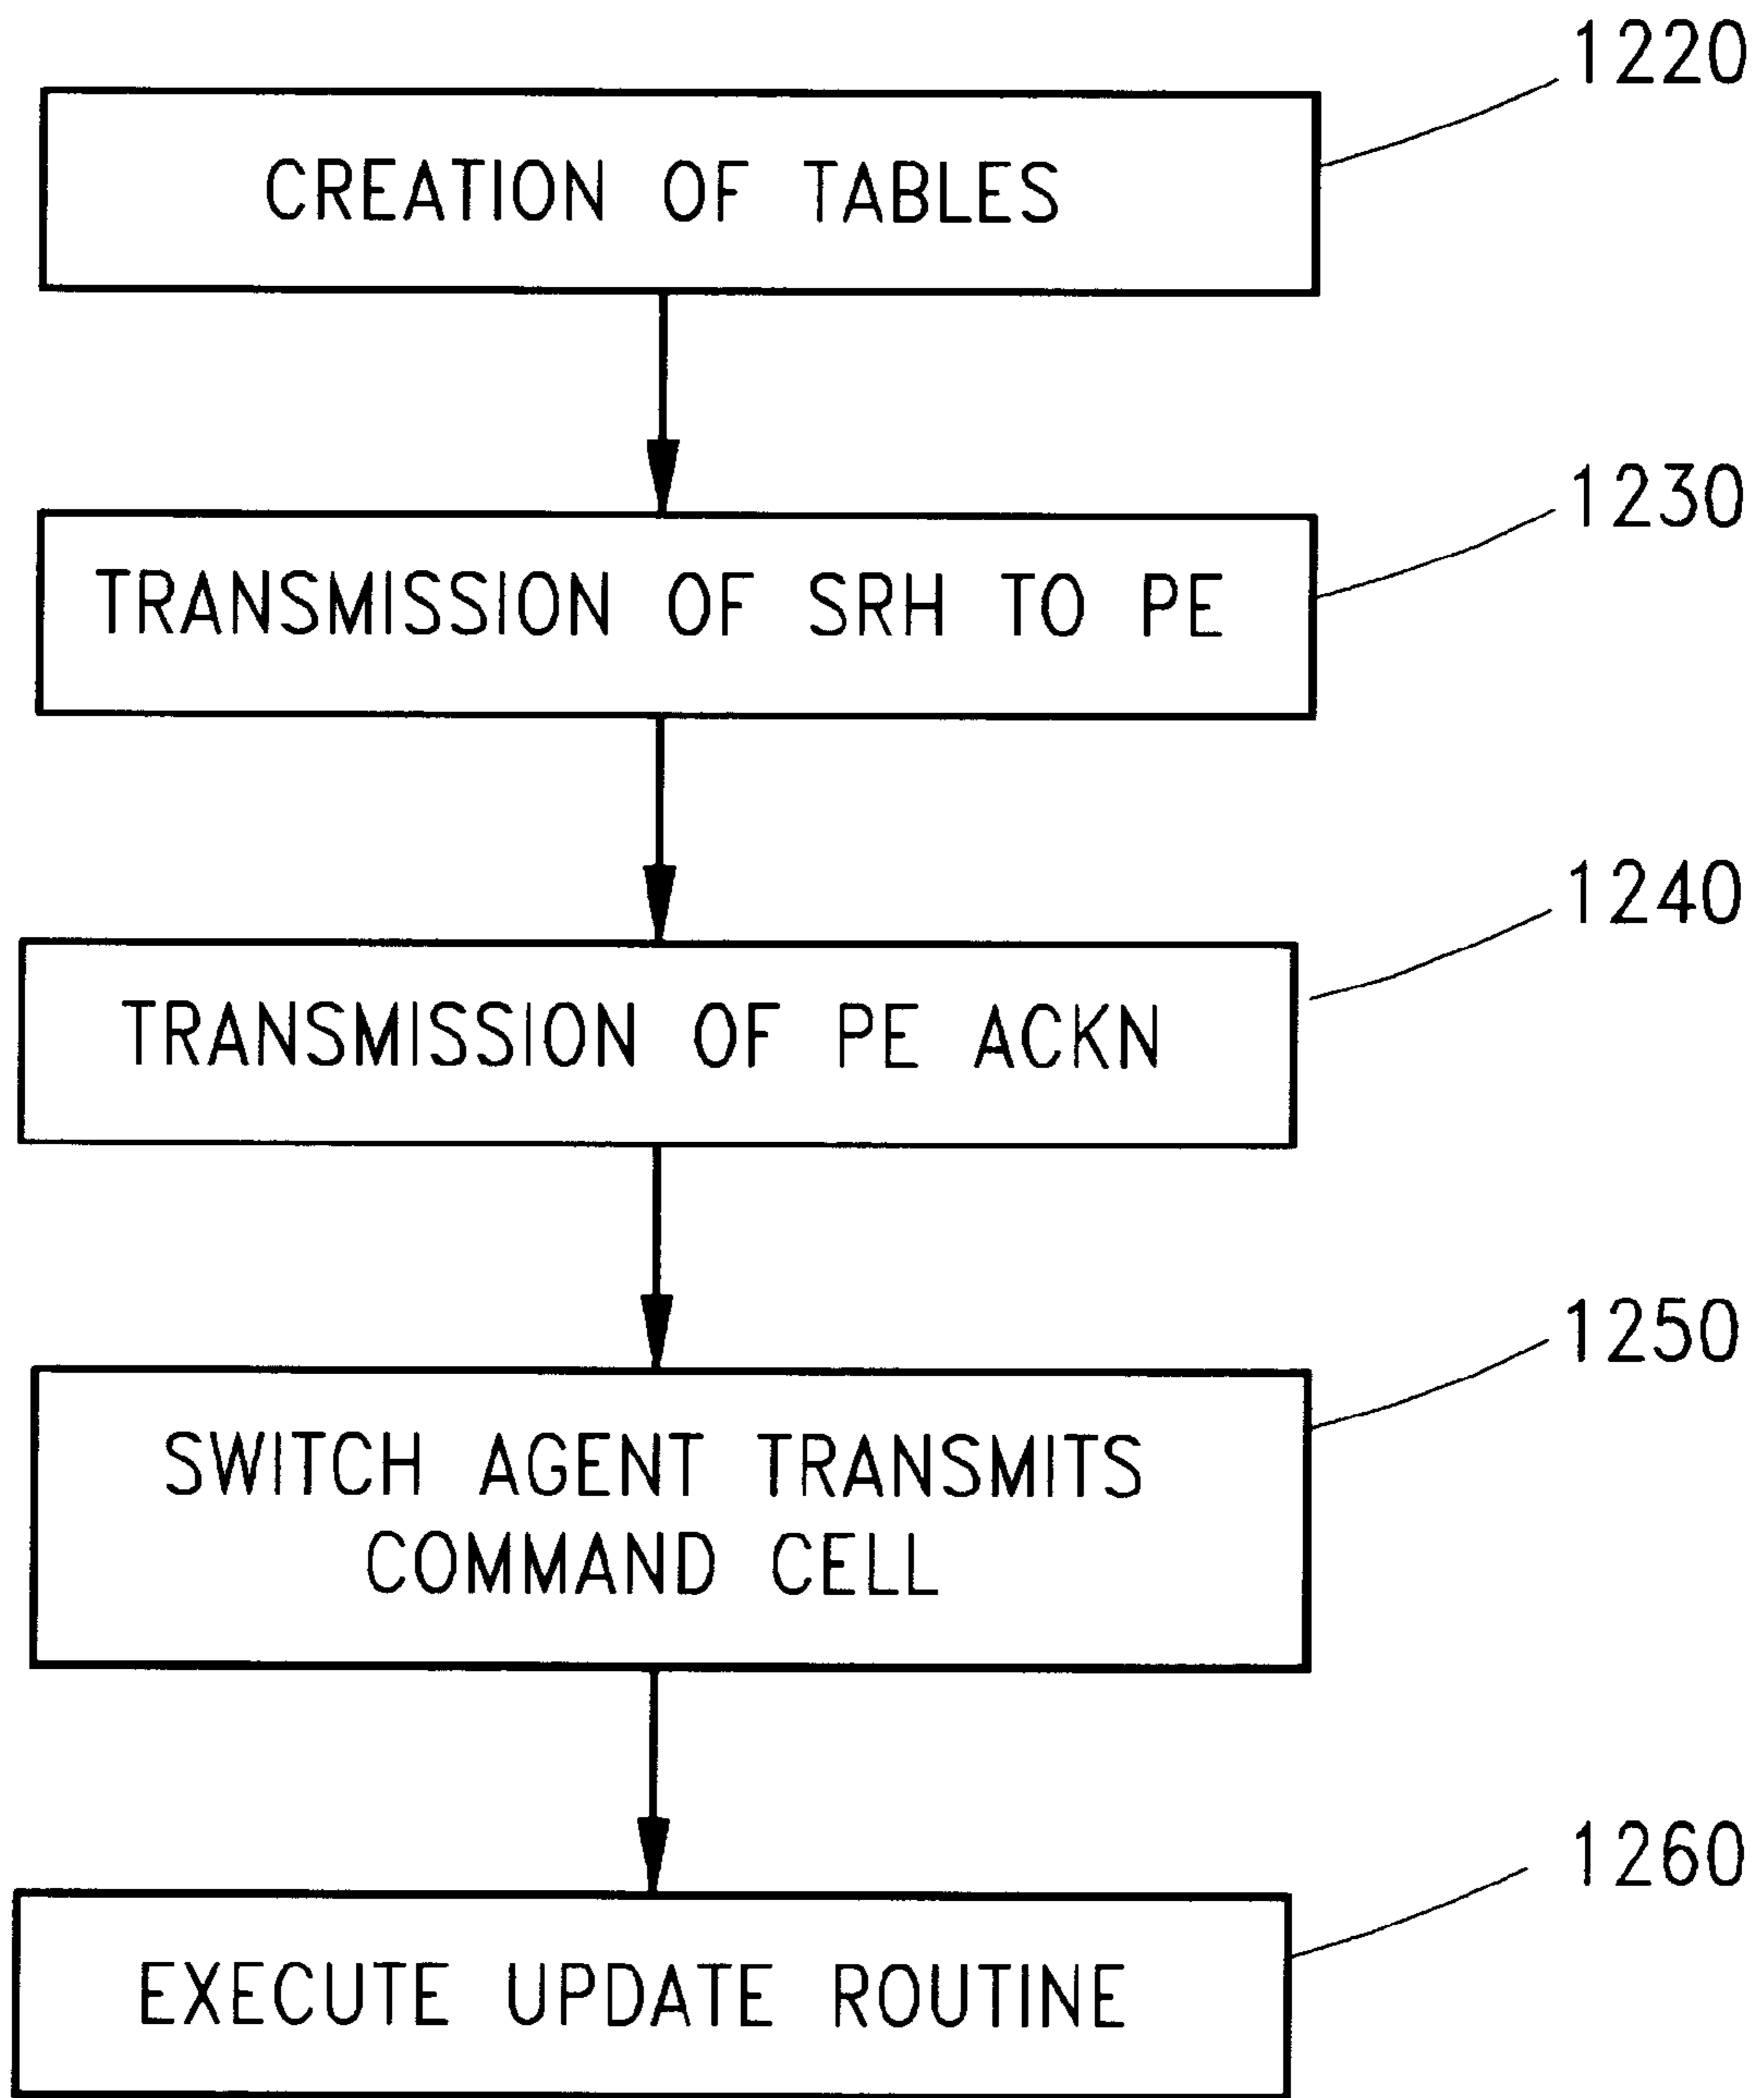 1220
CREATION OF TABLES
1230
TRANSMISSION OF SRH TO PE
1240
TRANSMISSION OF PE ACKN
1250
SWITCH AGENT TRANSMITS
COMMAND CELL
1260
EXECUTE UPDATE ROUTINE